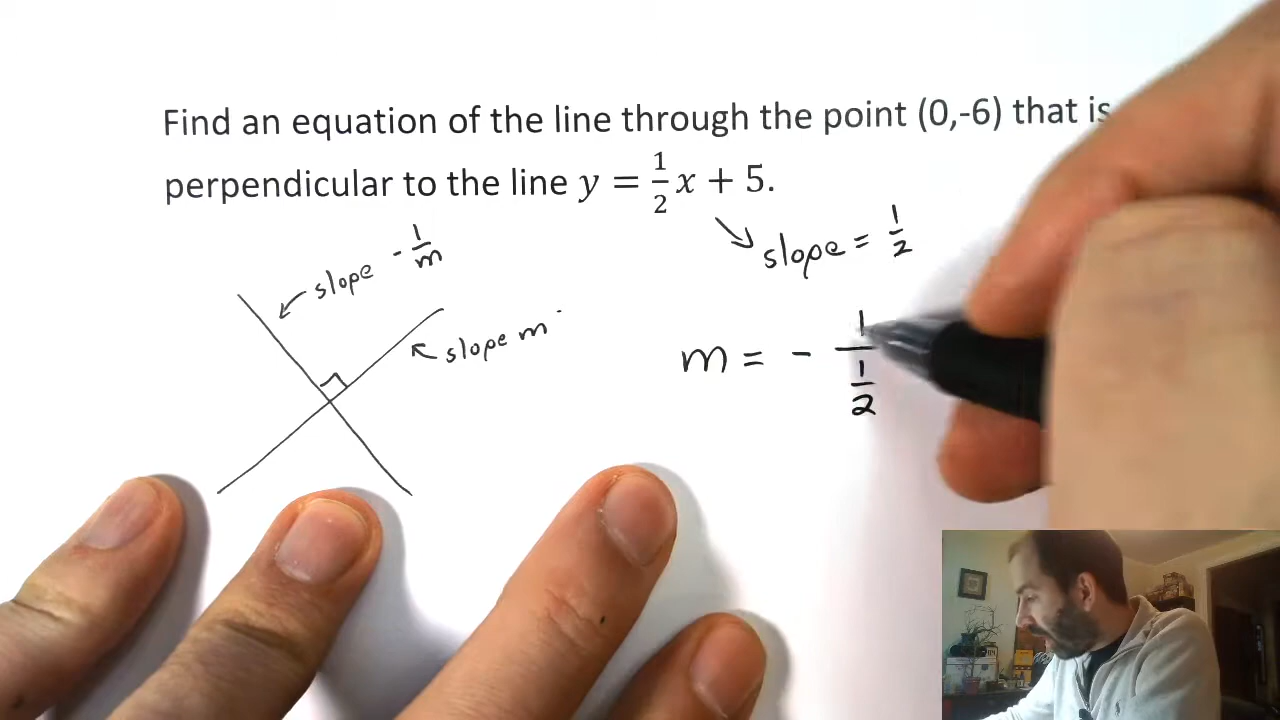 Find an equation of the line through the point (0,-6) that is
perpendicular to the line y = 1/2 x + 5.
slope = 1/2
slope - 1/m
slope m
m = - 1/(1/2)